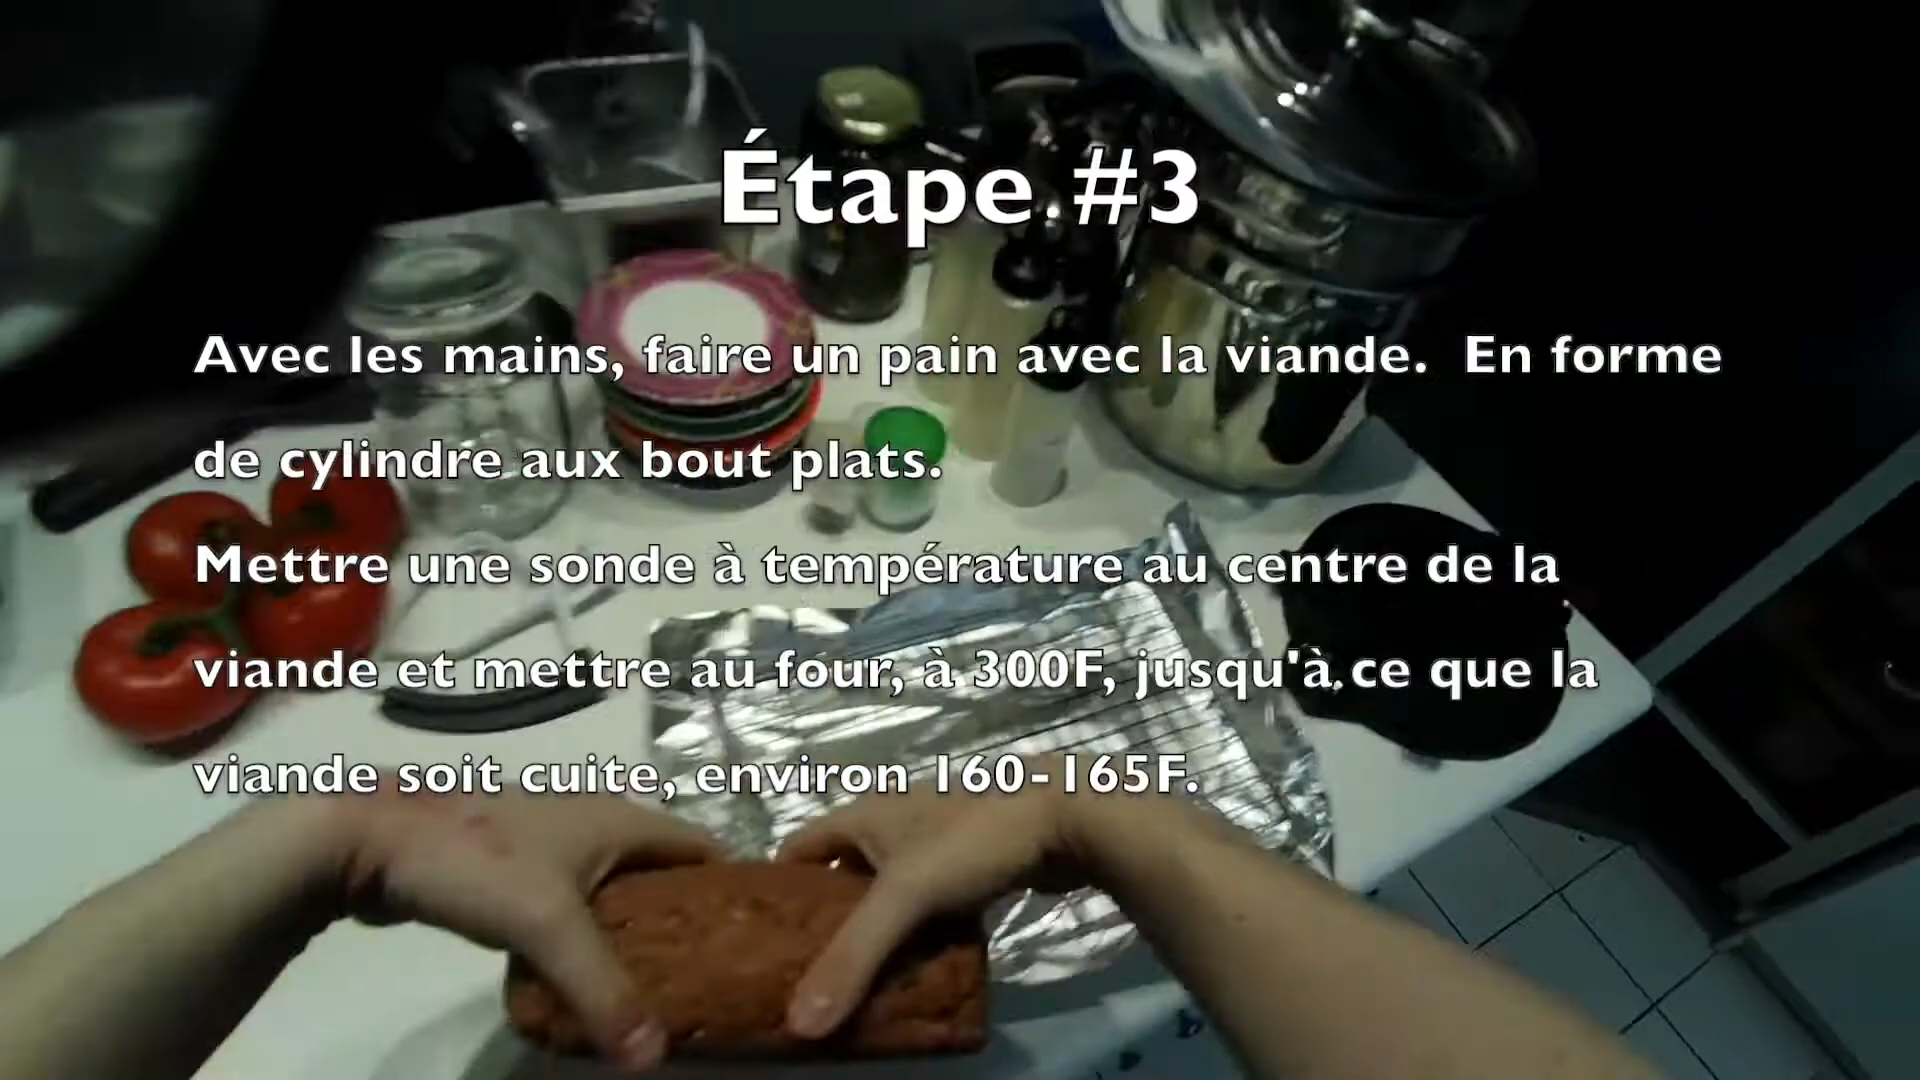 Étape #3
Avec les mains, faire un pain avec la viande.  En forme
de cylindre aux bout plats.
Mettre une sonde à température au centre de la
viande et mettre au four, à 300F, jusqu'à ce que la
viande soit cuite, environ 160-165F.